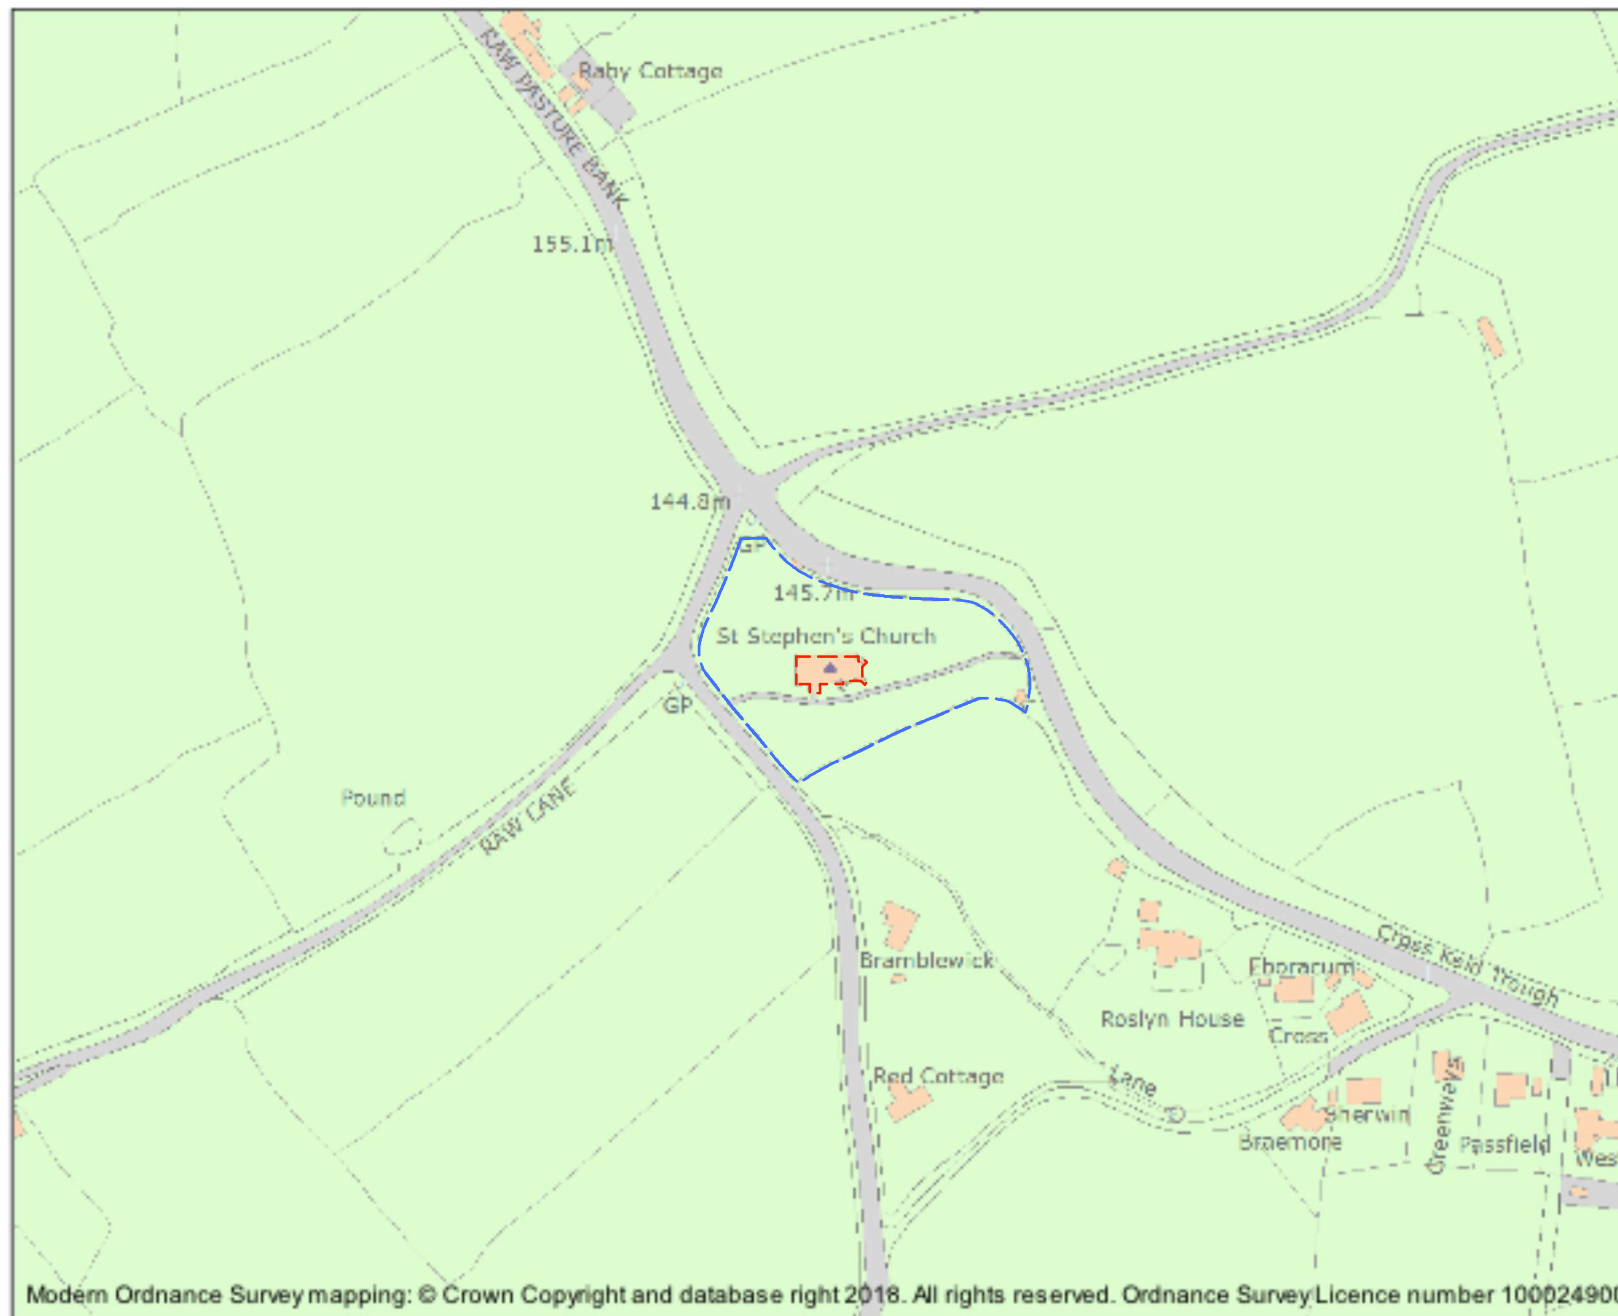 Raby Cottage
RAW PASTURE BANK
155.1m
144.8m
GP
145.7m
St Stephen's Church
GP
Pound
RAW LANE
Bramblewick
Cross Keld Trough
Eboracum
Roslyn House
Cross
Red Cottage
Lane
Sherwin
Greenways
Braemore
Passfield
Wes
Modern Ordnance Survey mapping: © Crown Copyright and database right 2018. All rights reserved. Ordnance Survey Licence number 100024900